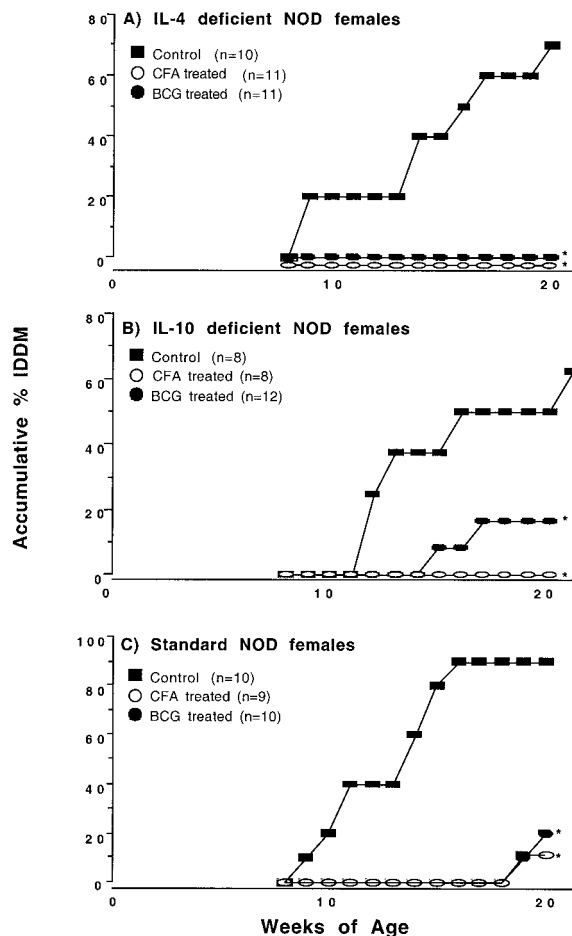 A) IL-4 deficient NOD females
Control (n=10)
CFA treated (n=11)
BCG treated (n=11)
80
60
40
20
0
*
*
0
10
20
B) IL-10 deficient NOD females
Control (n=8)
CFA treated (n=8)
BCG treated (n=12)
80
60
40
20
0
*
*
0
10
20
Accumulative % IDDM
C) Standard NOD females
Control (n=10)
CFA treated (n=9)
BCG treated (n=10)
100
80
60
40
20
0
*
*
0
10
20
Weeks of Age